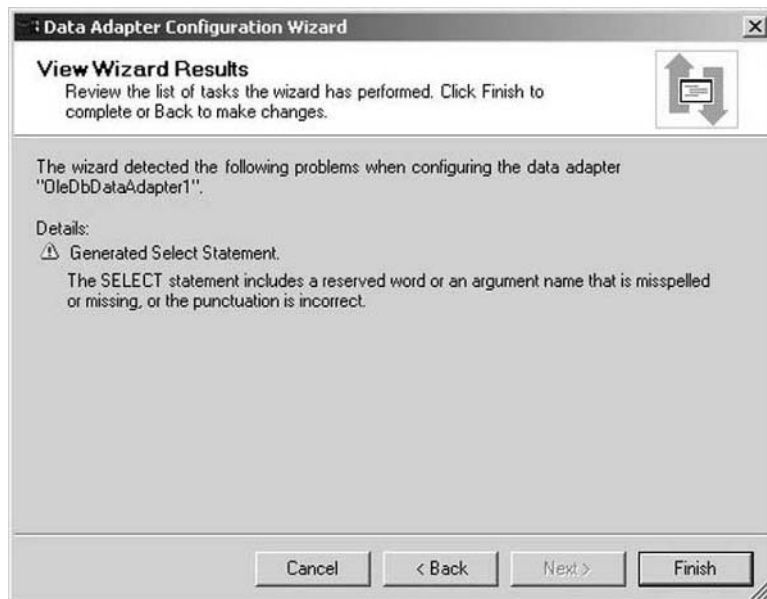 Data Adapter Configuration Wizard
View Wizard Results
Review the list of tasks the wizard has performed. Click Finish to
complete or Back to make changes.
The wizard detected the following problems when configuring the data adapter
"OleDbDataAdapter1".
Details:
Generated Select Statement.
The SELECT statement includes a reserved word or an argument name that is misspelled
or missing, or the punctuation is incorrect.
Cancel
< Back
Next >
Finish